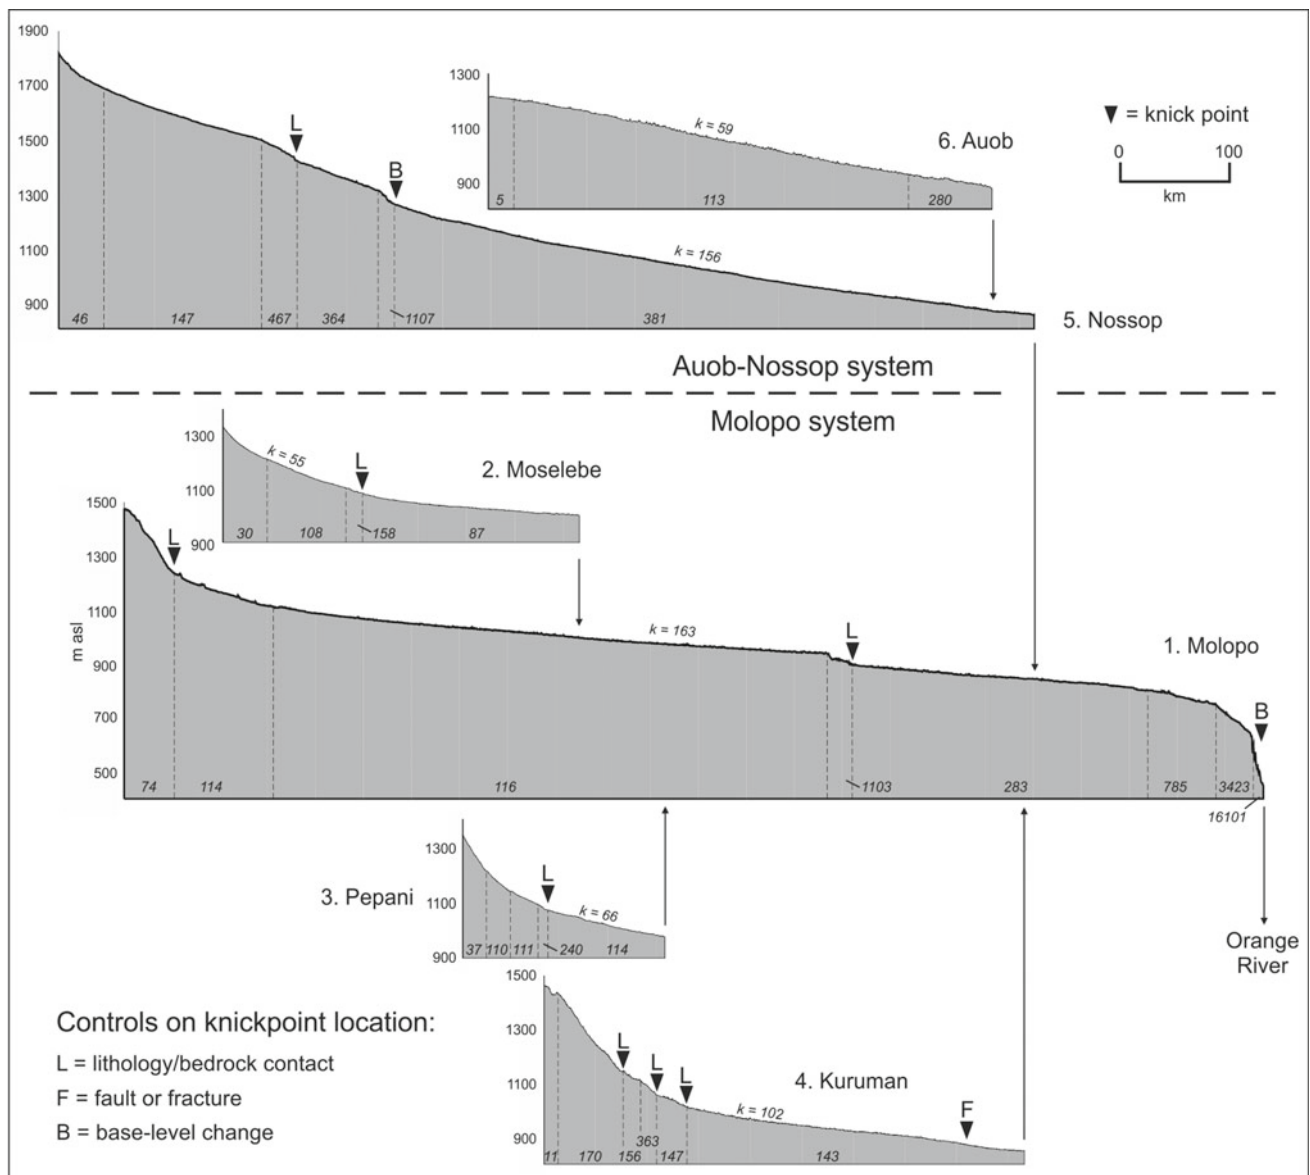 1900
1700
1500
1300
1100
900
L
B
k = 156
46
147
467
364
1107
381
5. Nossop
1300
1100
900
k = 59
5
113
280
6. Auob
▼ = knick point
0
100
km
Auob-Nossop system
Molopo system
1300
1100
900
k = 55
L
30
108
158
87
2. Moselebe
1500
1300
1100
900
700
500
m asl
L
k = 163
L
1. Molopo
B
74
114
116
1103
283
785
3423
16101
1300
1100
900
3. Pepani
L
k = 66
37
110
111
240
114
Orange
River
1500
1300
1100
900
L
L
L
4. Kuruman
k = 102
F
11
170
156
363
147
143
Controls on knickpoint location:
L = lithology/bedrock contact
F = fault or fracture
B = base-level change